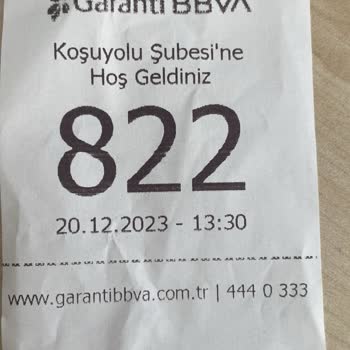 Garanti BBVA
Koşuyolu Şubesi'ne
Hoş Geldiniz
822
20.12.2023 - 13:30
www.garantibbva.com.tr | 444 0 333